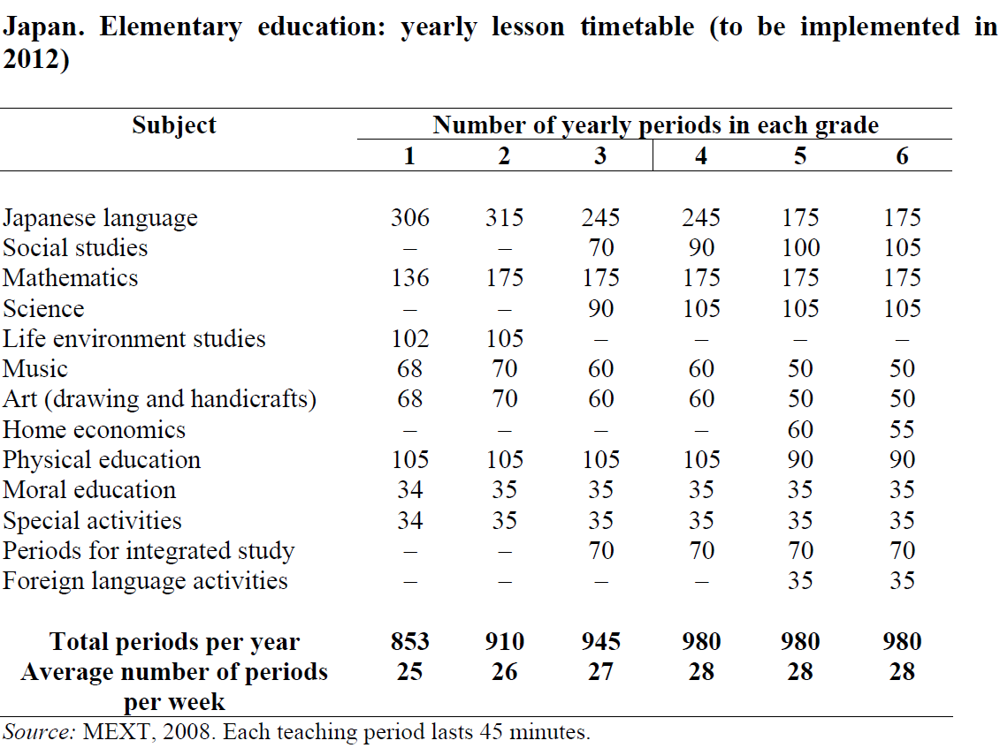 Japan. Elementary education: yearly lesson timetable (to be implemented in
2012)
Subject Number of yearly periods in each grade
1 2 3 4 5 6
Japanese language 306 315 245 245 175 175
Social studies – – 70 90 100 105
Mathematics 136 175 175 175 175 175
Science – – 90 105 105 105
Life environment studies 102 105 – – – –
Music 68 70 60 60 50 50
Art (drawing and handicrafts) 68 70 60 60 50 50
Home economics – – – – 60 55
Physical education 105 105 105 105 90 90
Moral education 34 35 35 35 35 35
Special activities 34 35 35 35 35 35
Periods for integrated study – – 70 70 70 70
Foreign language activities – – – – 35 35
Total periods per year 853 910 945 980 980 980
Average number of periods 25 26 27 28 28 28
per week
Source: MEXT, 2008. Each teaching period lasts 45 minutes.